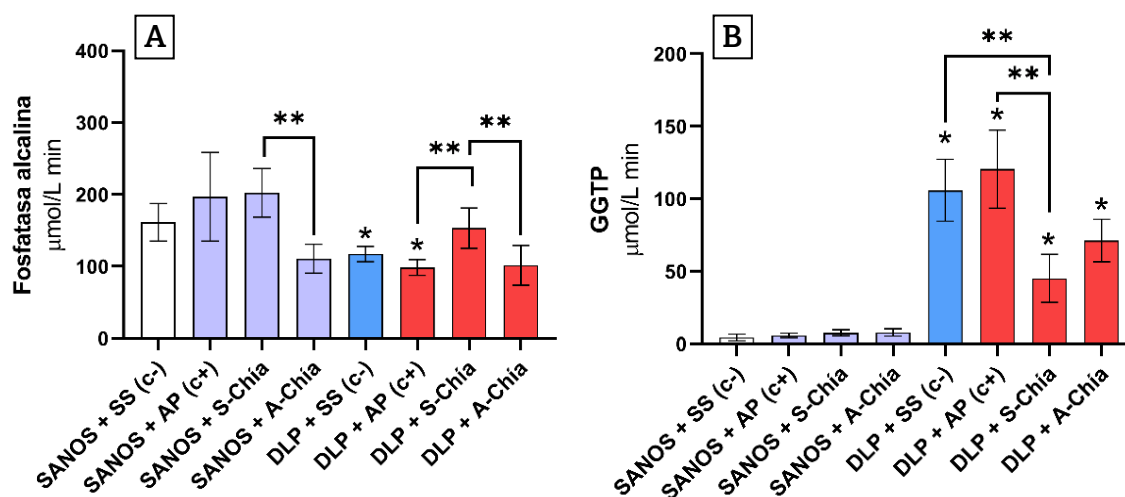 A
Fosfatasa alcalina
µmol/L min
400
300
200
100
0
**
*
*
**
**
SANOS + SS (c-)
SANOS + AP (c+)
SANOS + S-Chía
SANOS + A-Chía
DLP + SS (c-)
DLP + AP (c+)
DLP + S-Chía
DLP + A-Chía
B
GGTP
µmol/L min
200
150
100
50
0
**
**
*
*
*
*
SANOS + SS (c-)
SANOS + AP (c+)
SANOS + S-Chía
SANOS + A-Chía
DLP + SS (c-)
DLP + AP (c+)
DLP + S-Chía
DLP + A-Chía